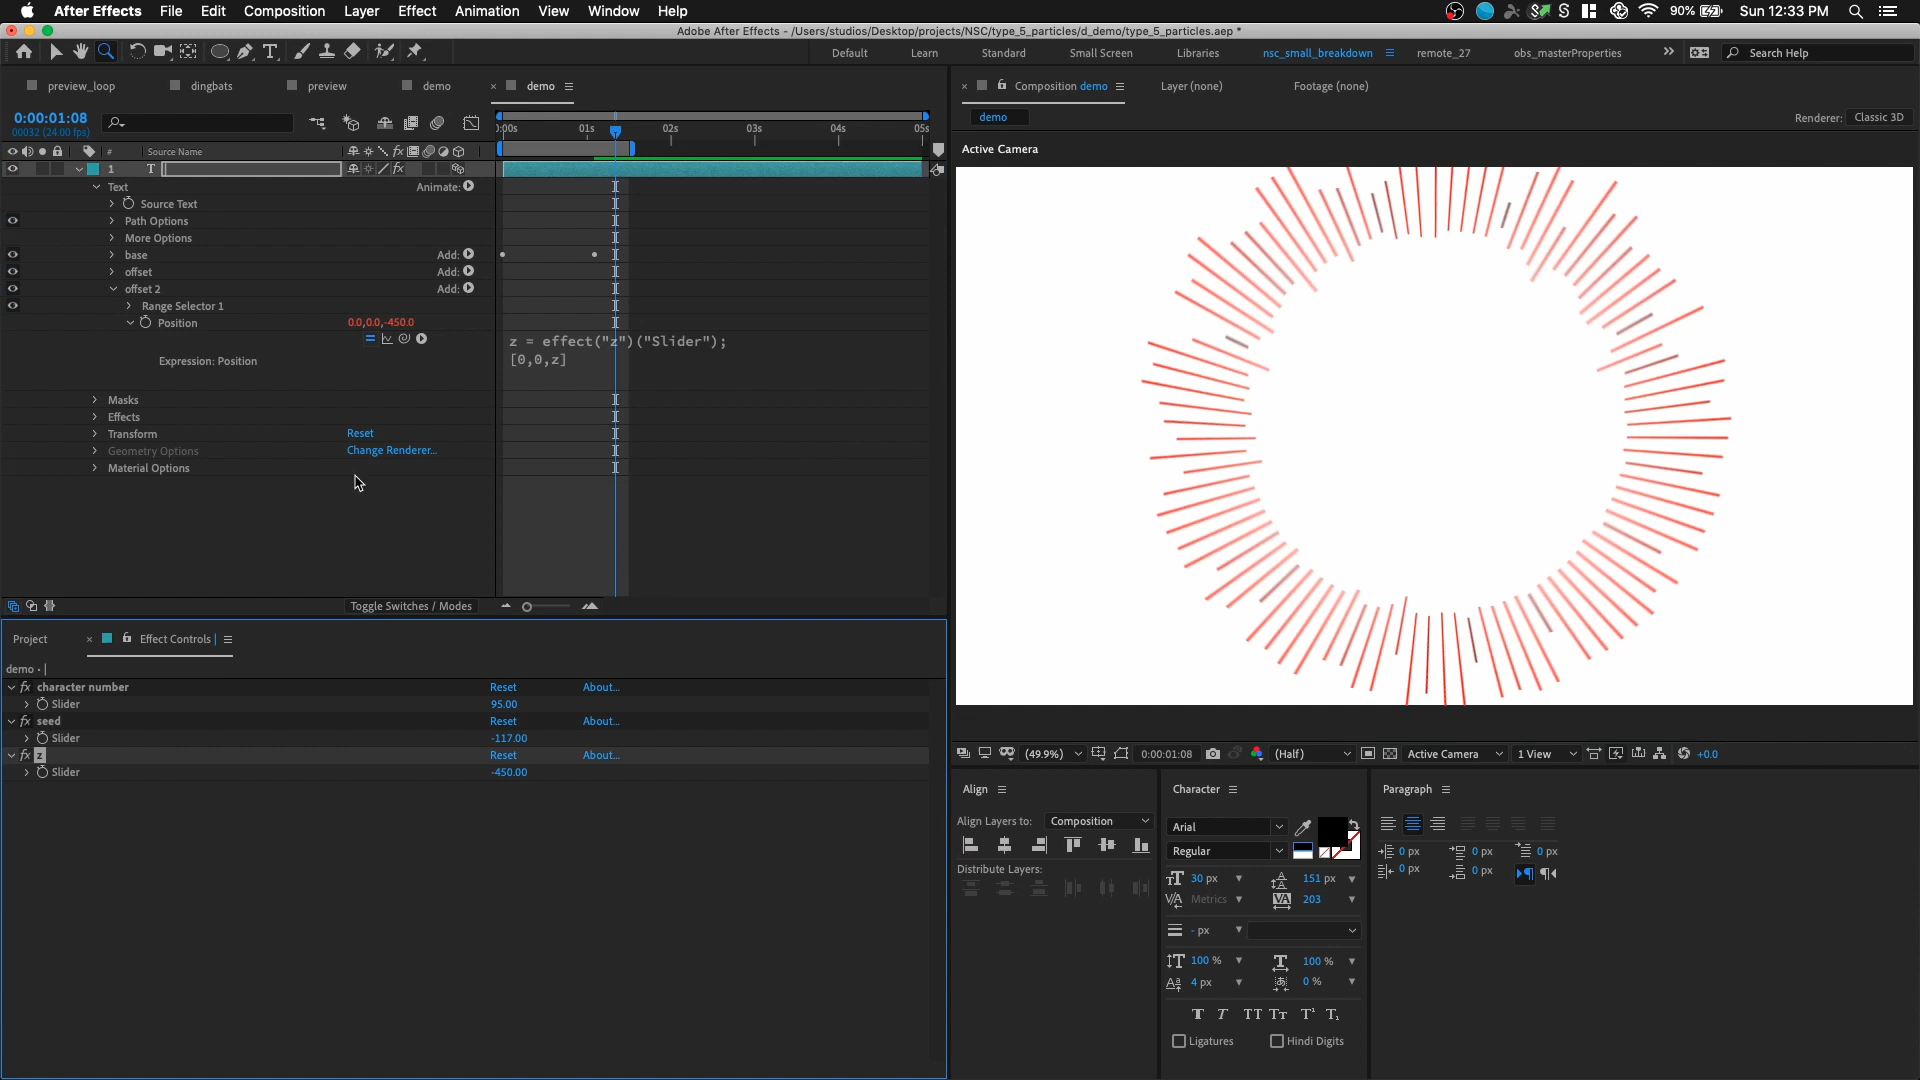 After Effects File Edit Composition Layer Effect Animation View Window Help 90% Sun 12:33 PM
Adobe After Effects - /Users/studios/Desktop/projects/NSC/type_5_particles/d_demo/type_5_particles.aep *
Default Learn Standard Small Screen Libraries nsc_small_breakdown remote_27 obs_masterProperties Search Help
preview_loop dingbats preview demo demo
Composition demo Layer (none) Footage (none)
demo Renderer: Classic 3D
0:00:01:08
00032 (24.00 fps)
01s 02s 03s 04s 05s
# Source Name
Active Camera
1 T
Text Animate:
Source Text
Path Options
More Options
base Add:
offset Add:
offset 2 Add:
Range Selector 1
Position 0.0,0.0,-450.0
z = effect("z")("Slider");
[0,0,z]
Expression: Position
Masks
Effects
Transform Reset
Geometry Options Change Renderer...
Material Options
Toggle Switches / Modes
Project Effect Controls
demo •
fx character number Reset About...
Slider 95.00
fx seed Reset About...
Slider -117.00
fx z Reset About...
Slider -450.00
(49.9%) 0:00:01:08 (Half) Active Camera 1 View +0.0
Align
Align Layers to: Composition
Distribute Layers:
Character
Arial
Regular
30 px 151 px
Metrics 203
- px
100 % 100 %
4 px 0 %
Ligatures Hindi Digits
Paragraph
0 px 0 px 0 px
0 px 0 px